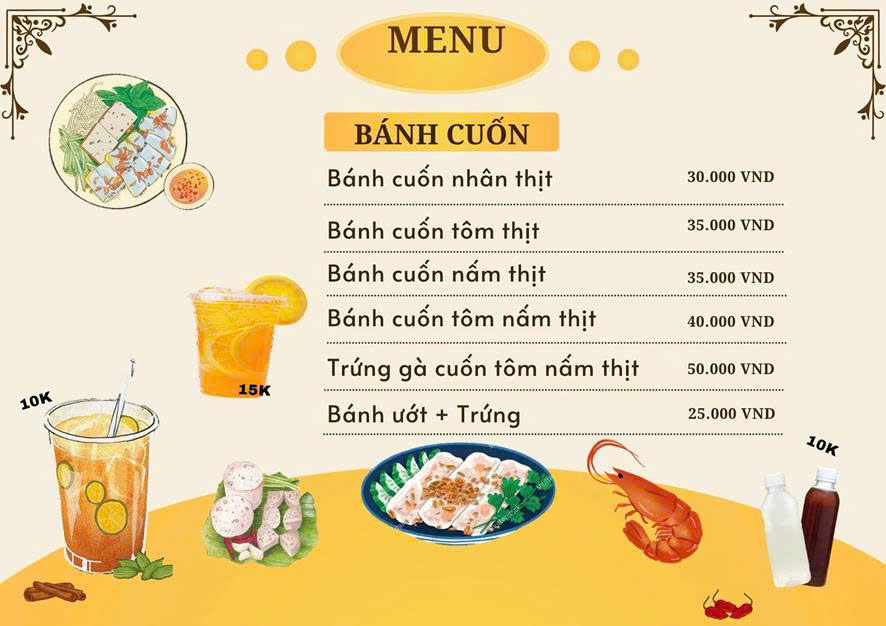 MENU
BÁNH CUỐN
Bánh cuốn nhân thịt 30.000 VND
Bánh cuốn tôm thịt 35.000 VND
Bánh cuốn nấm thịt 35.000 VND
Bánh cuốn tôm nấm thịt 40.000 VND
Trứng gà cuốn tôm nấm thịt 50.000 VND
Bánh ướt + Trứng 25.000 VND
15K
10K
10K